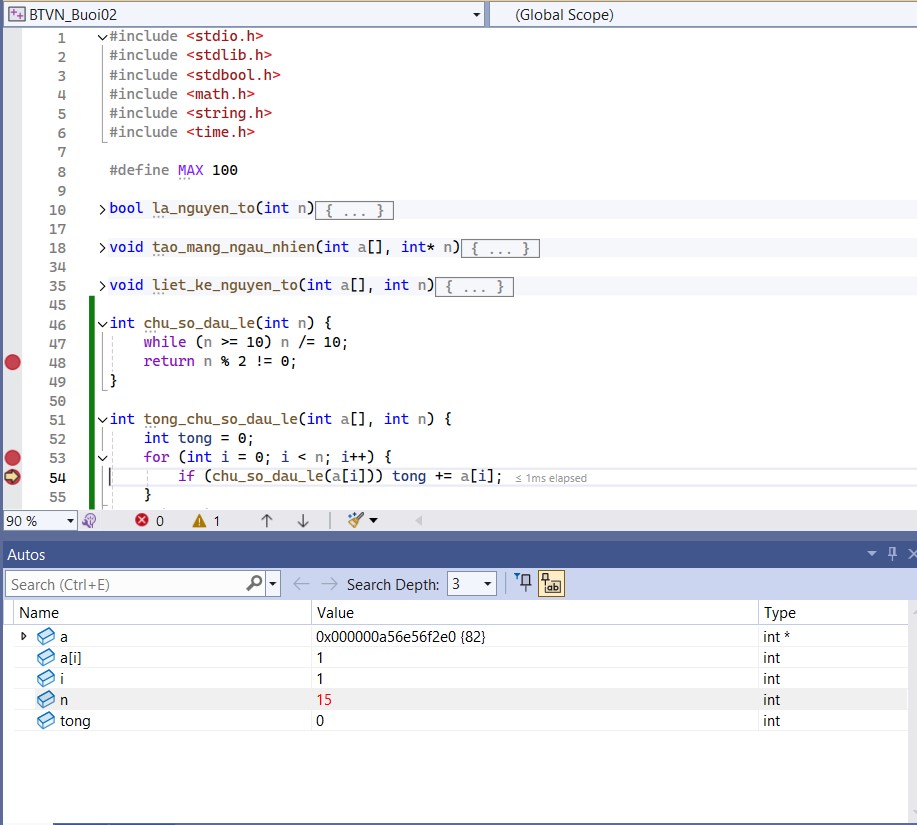 BTVN_Buoi02 (Global Scope)
1 #include <stdio.h>
2 #include <stdlib.h>
3 #include <stdbool.h>
4 #include <math.h>
5 #include <string.h>
6 #include <time.h>
7
8 #define MAX 100
9
10 bool la_nguyen_to(int n){ ... }
17
18 void tao_mang_ngau_nhien(int a[], int* n){ ... }
34
35 void liet_ke_nguyen_to(int a[], int n){ ... }
45
46 int chu_so_dau_le(int n) {
47 while (n >= 10) n /= 10;
48 return n % 2 != 0;
49 }
50
51 int tong_chu_so_dau_le(int a[], int n) {
52 int tong = 0;
53 for (int i = 0; i < n; i++) {
54 if (chu_so_dau_le(a[i])) tong += a[i]; ≤ 1ms elapsed
55 }
90 % 0 1
Autos
Search (Ctrl+E) Search Depth: 3
Name Value Type
a 0x000000a56e56f2e0 {82} int *
a[i] 1 int
i 1 int
n 15 int
tong 0 int